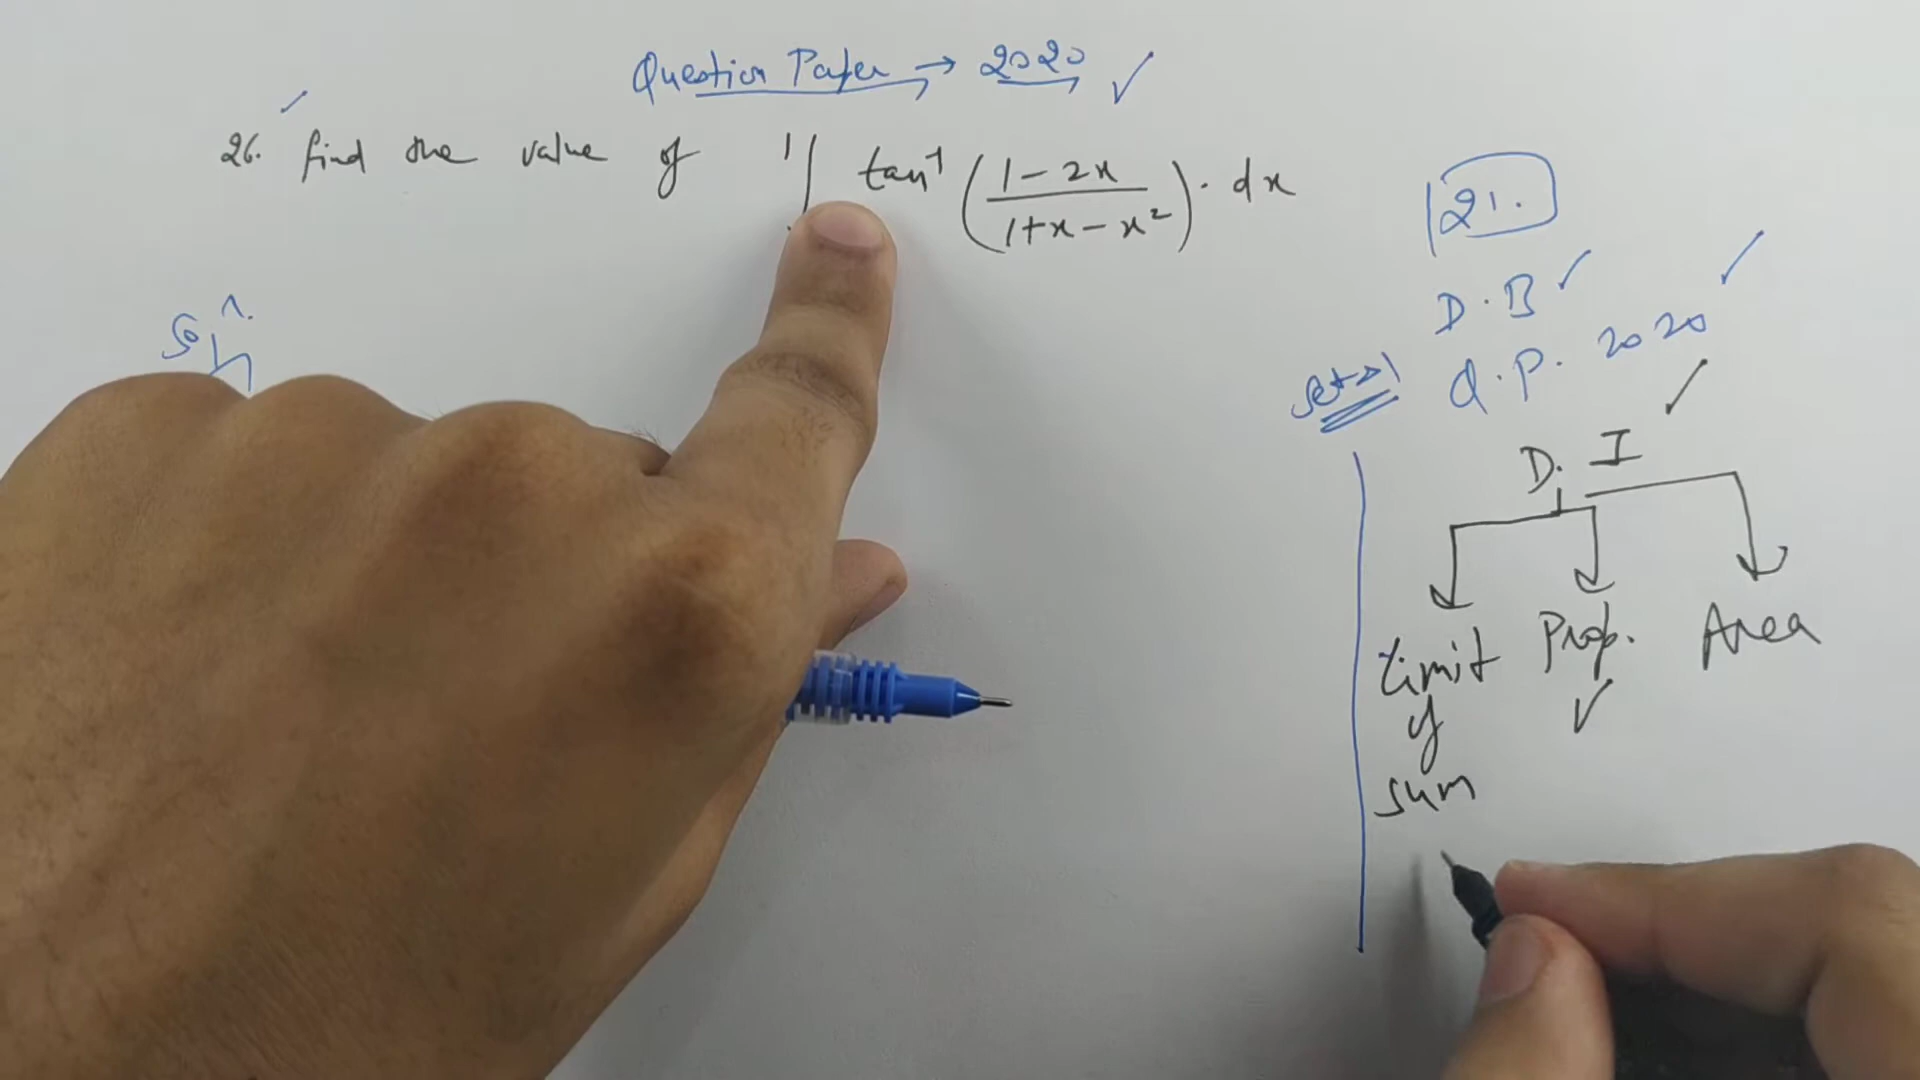 Question Paper → 2020 ✓
26. find the value of ∫ tan⁻¹ (1 - 2x / 1 + x - x²) · dx
21.
D.B ✓
Set→1 Q.P. 2020 ✓
Solⁿ.
D. I ✓
Limit of sum
Prop. ✓
Area